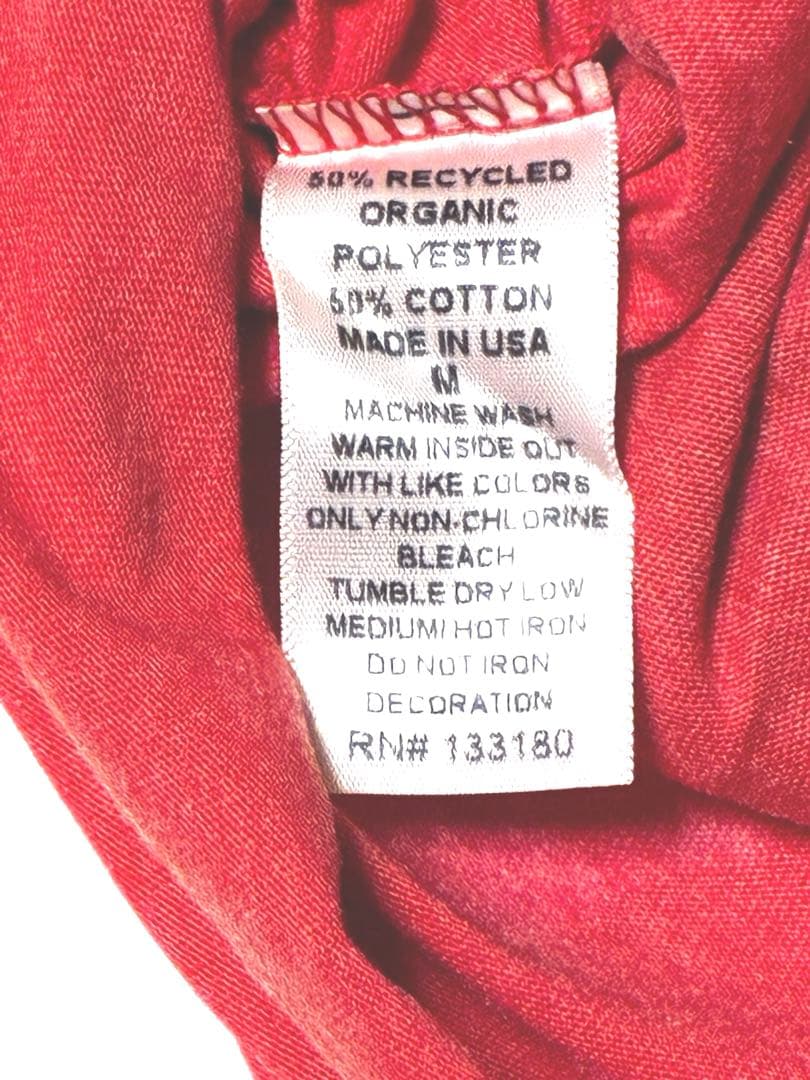 50% RECYCLED
ORGANIC
POLYESTER
50% COTTON
MADE IN USA
M
MACHINE WASH
WARM INSIDE OUT
WITH LIKE COLORS
ONLY NON-CHLORINE
BLEACH
TUMBLE DRY LOW
MEDIUM/HOT IRON
DO NOT IRON
DECORATION
RN# 133180